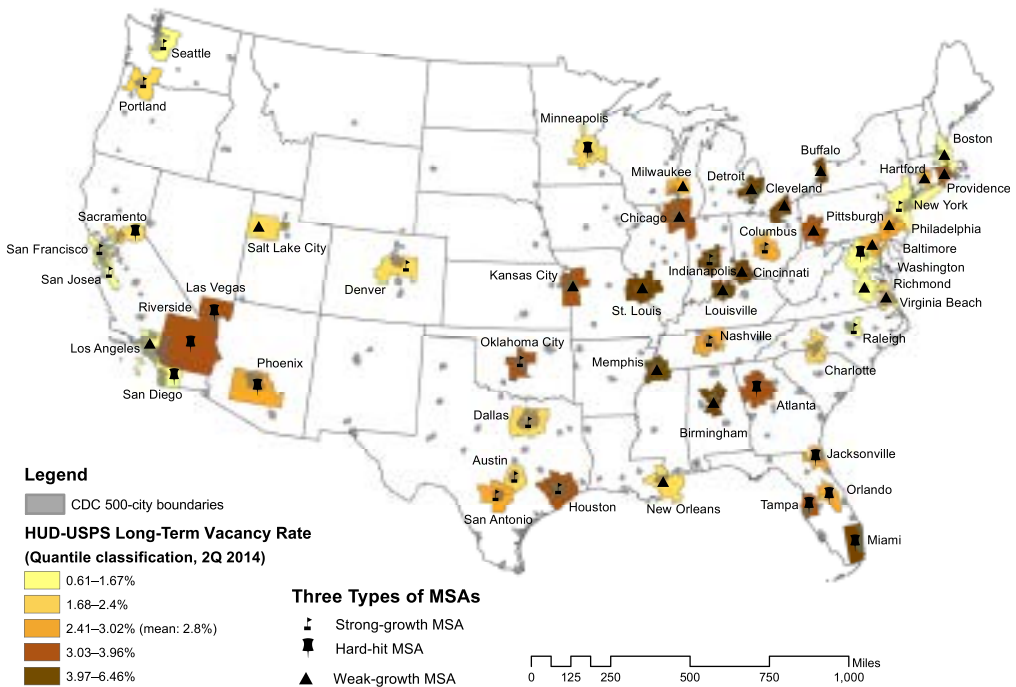 Seattle
Portland
Minneapolis
Boston
Buffalo
Milwaukee
Detroit
Hartford
Cleveland
Providence
New York
Sacramento
Chicago
Columbus
Pittsburgh
Philadelphia
San Francisco
Salt Lake City
Baltimore
San Josea
Denver
Kansas City
Indianapolis
Cincinnati
Washington
Las Vegas
Richmond
Riverside
St. Louis
Louisville
Virginia Beach
Los Angeles
Oklahoma City
Nashville
Raleigh
Phoenix
Memphis
Charlotte
San Diego
Atlanta
Dallas
Birmingham
Austin
Jacksonville
San Antonio
Houston
New Orleans
Tampa
Orlando
Miami
Legend
CDC 500-city boundaries
HUD-USPS Long-Term Vacancy Rate
(Quantile classification, 2Q 2014)
0.61–1.67%
1.68–2.4%
2.41–3.02% (mean: 2.8%)
3.03–3.96%
3.97–6.46%
Three Types of MSAs
Strong-growth MSA
Hard-hit MSA
Weak-growth MSA
Miles
0 125 250 500 750 1,000